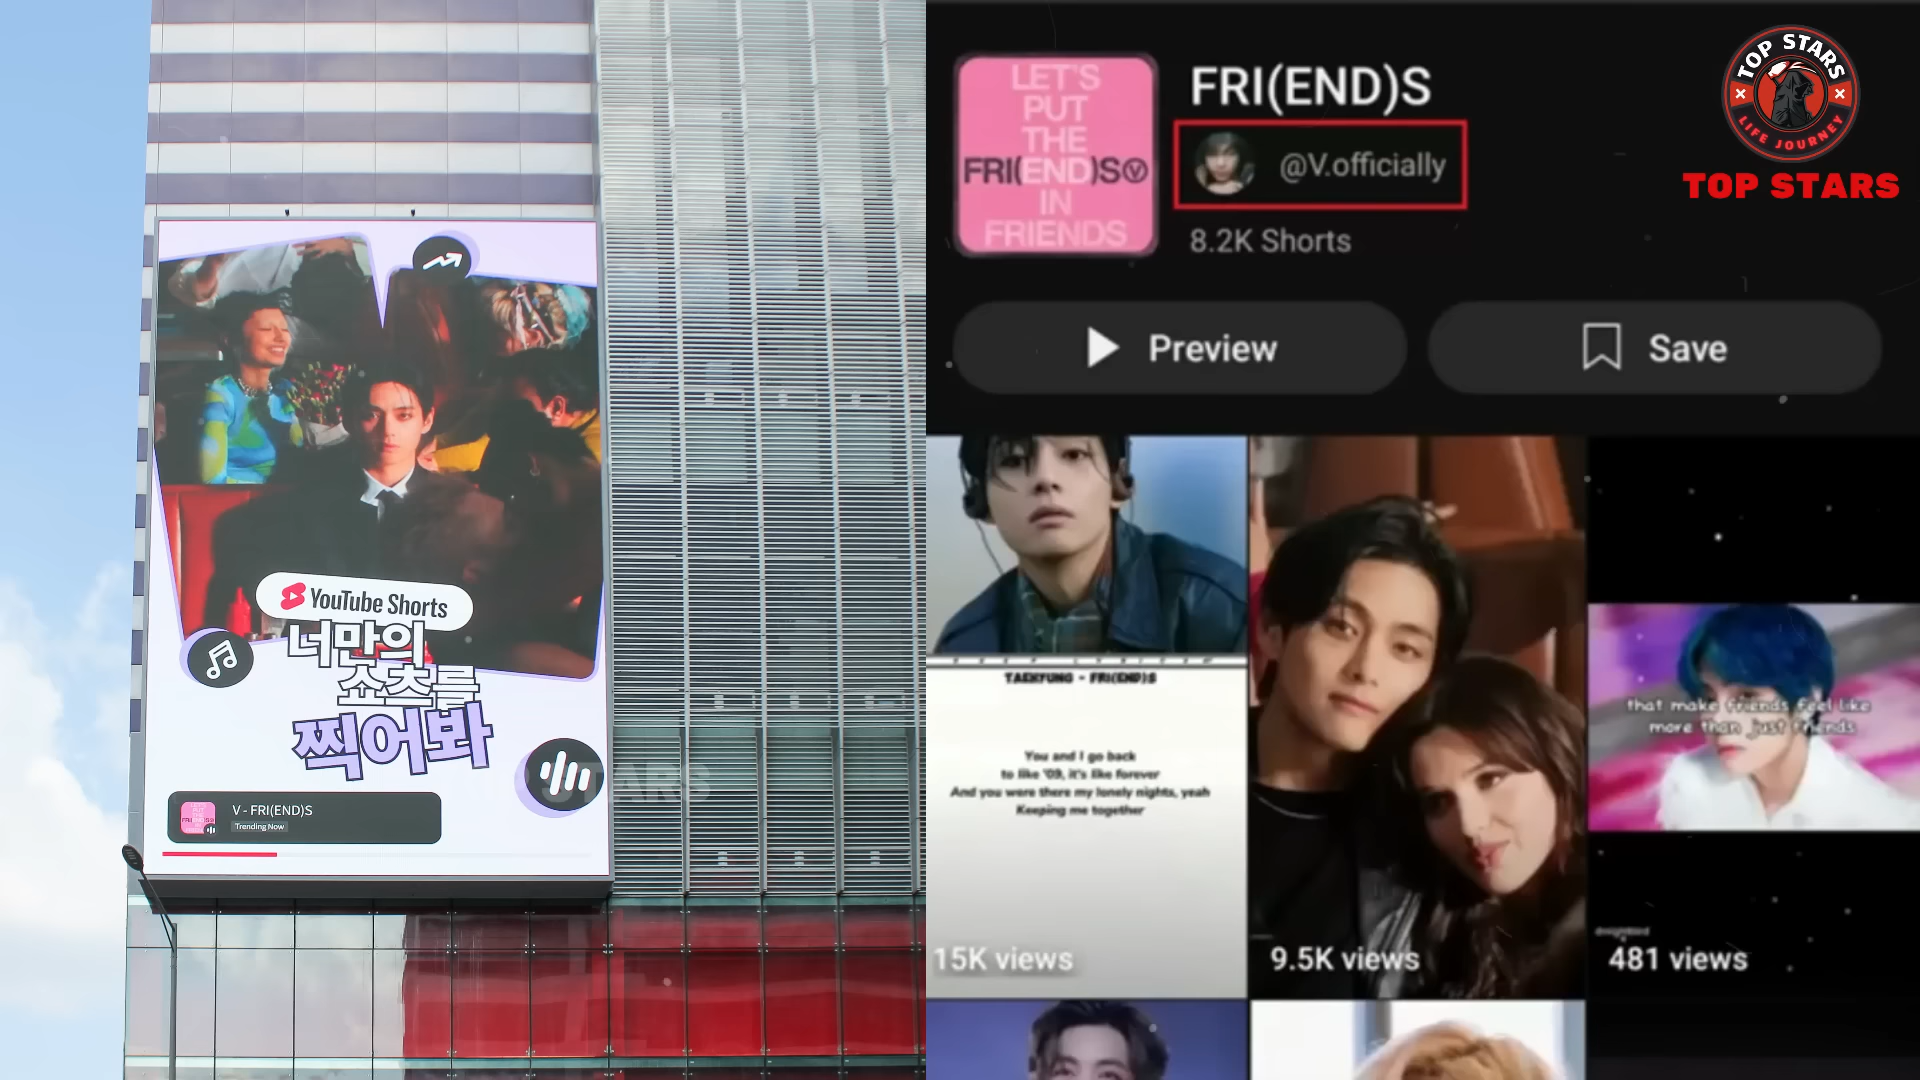 YouTube Shorts
너만의
쇼츠를
찍어봐
V - FRI(END)S
Trending Now
LET'S
PUT
THE
FRI(END)SⓋ
IN
FRIENDS
FRI(END)S
@V.officially
8.2K Shorts
Preview
Save
TOP STARS
LIFE JOURNEY
TOP STARS
TAEHYUNG - FRI(END)S
You and I go back
to like '09, it's like forever
And you were there my lonely nights, yeah
Keeping me together
that make friends feel like
more than just friends
15K views
9.5K views
481 views